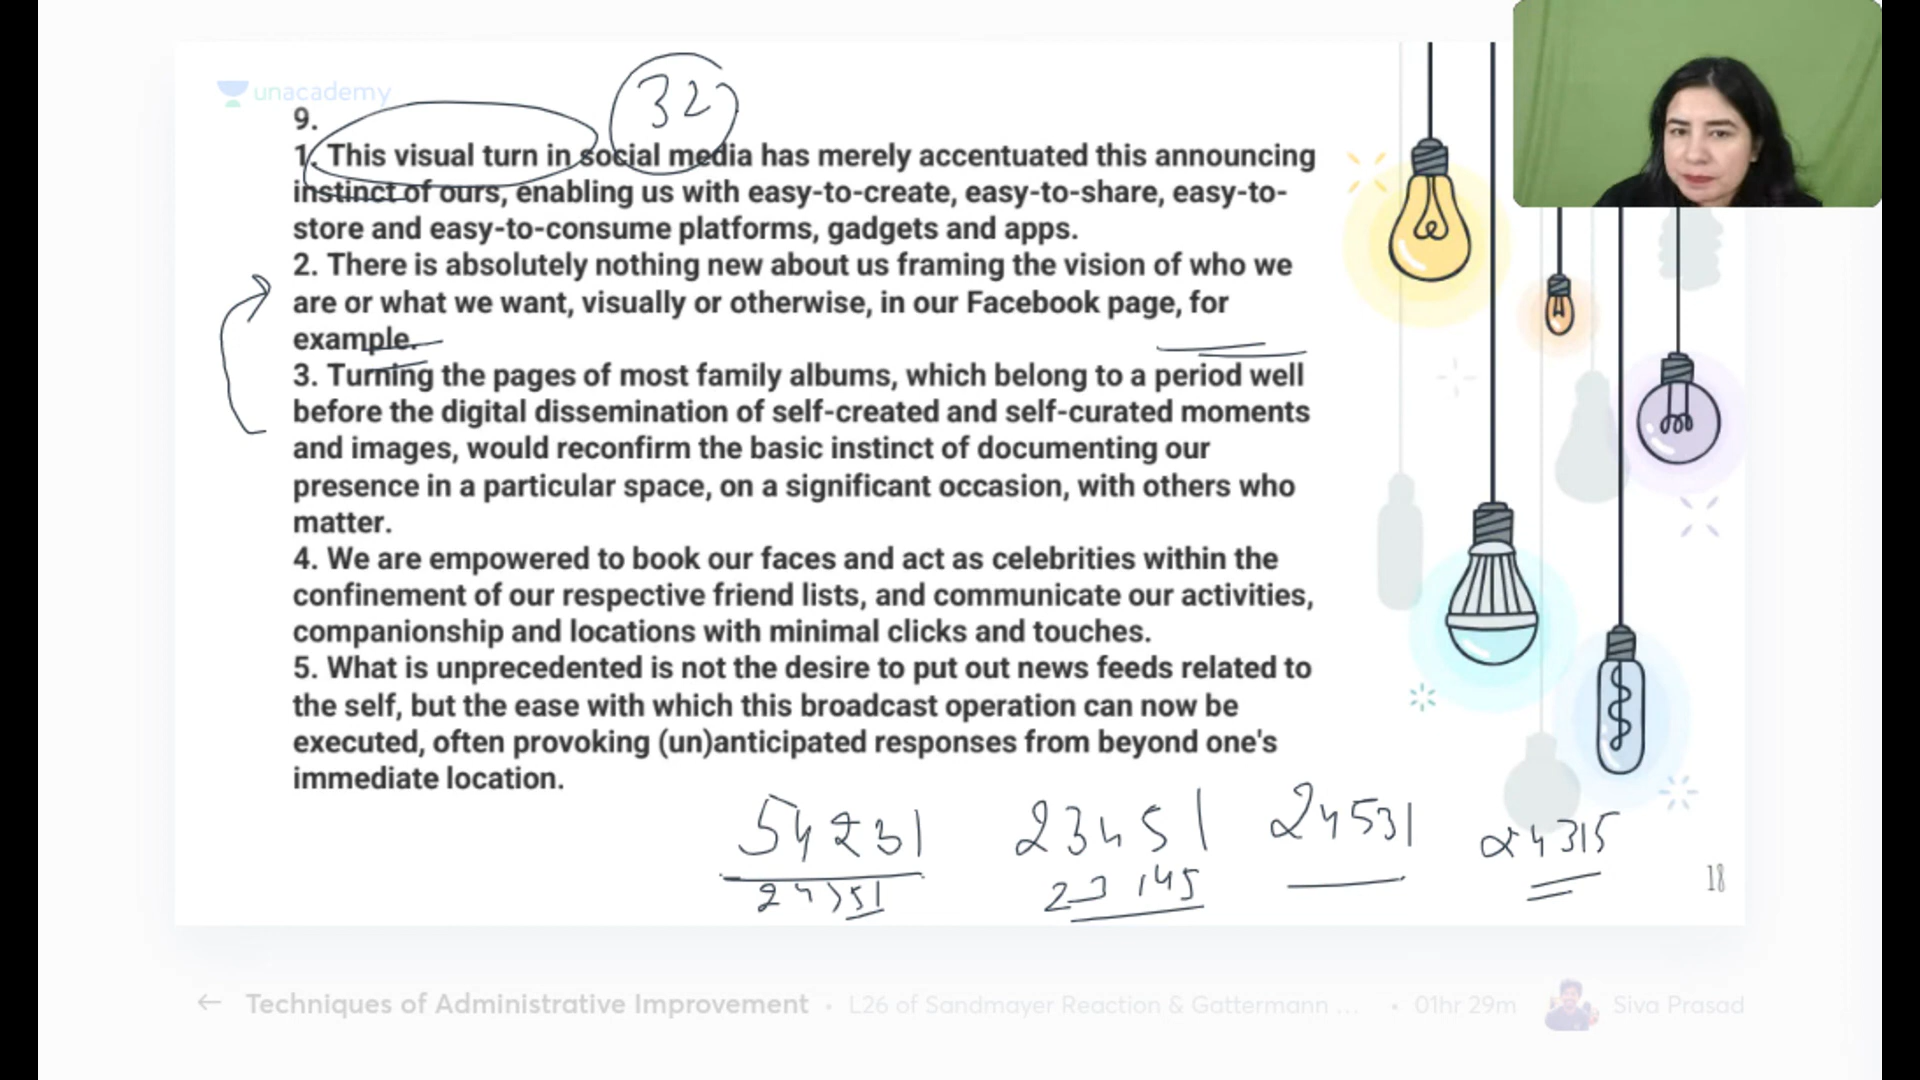 unacademy
32
9.
1. This visual turn in social media has merely accentuated this announcing
instinct of ours, enabling us with easy-to-create, easy-to-share, easy-to-
store and easy-to-consume platforms, gadgets and apps.
2. There is absolutely nothing new about us framing the vision of who we
are or what we want, visually or otherwise, in our Facebook page, for
example.
3. Turning the pages of most family albums, which belong to a period well
before the digital dissemination of self-created and self-curated moments
and images, would reconfirm the basic instinct of documenting our
presence in a particular space, on a significant occasion, with others who
matter.
4. We are empowered to book our faces and act as celebrities within the
confinement of our respective friend lists, and communicate our activities,
companionship and locations with minimal clicks and touches.
5. What is unprecedented is not the desire to put out news feeds related to
the self, but the ease with which this broadcast operation can now be
executed, often provoking (un)anticipated responses from beyond one's
immediate location.
54231 23451 24531 24315
24351 23 145
18
← Techniques of Administrative Improvement • L26 of Sandmayer Reaction & Gattermann ... • 01hr 29m Siva Prasad